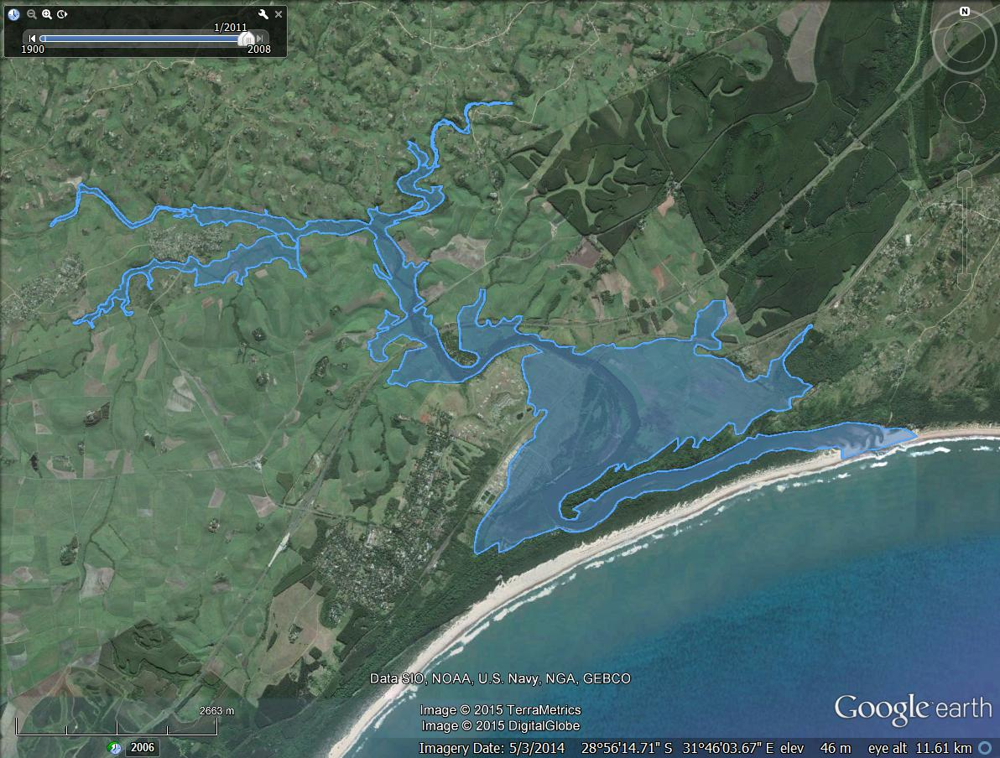 1/2011
1900
2008
N
Data SIO, NOAA, U.S. Navy, NGA, GEBCO
Image © 2015 TerraMetrics
Image © 2015 DigitalGlobe
Google earth
2663 m
2006
Imagery Date: 5/3/2014 28°56'14.71" S 31°46'03.67" E elev 46 m eye alt 11.61 km